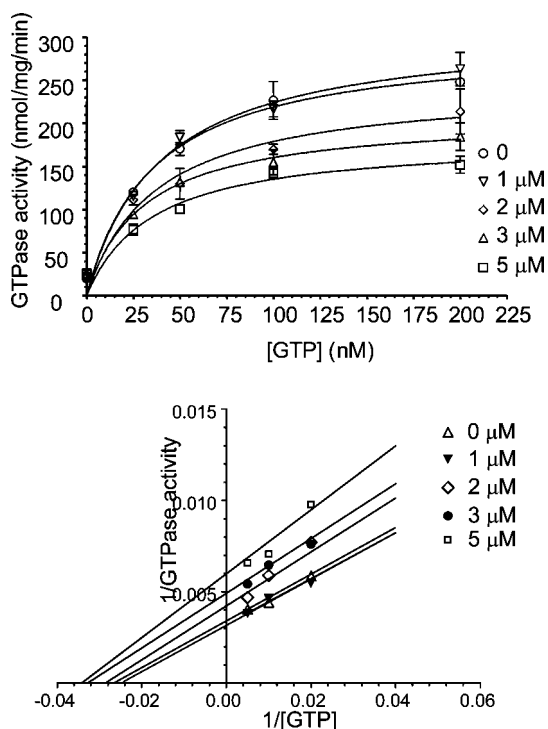 300
250
200
150
100
50
0
GTPase activity (nmol/mg/min)
0
1 μM
2 μM
3 μM
5 μM
0 25 50 75 100 125 150 175 200 225
[GTP] (nM)
0.015
0.010
0.005
0.00
1/GTPase activity
0 μM
1 μM
2 μM
3 μM
5 μM
-0.04 -0.02 0.00 0.02 0.04 0.06
1/[GTP]